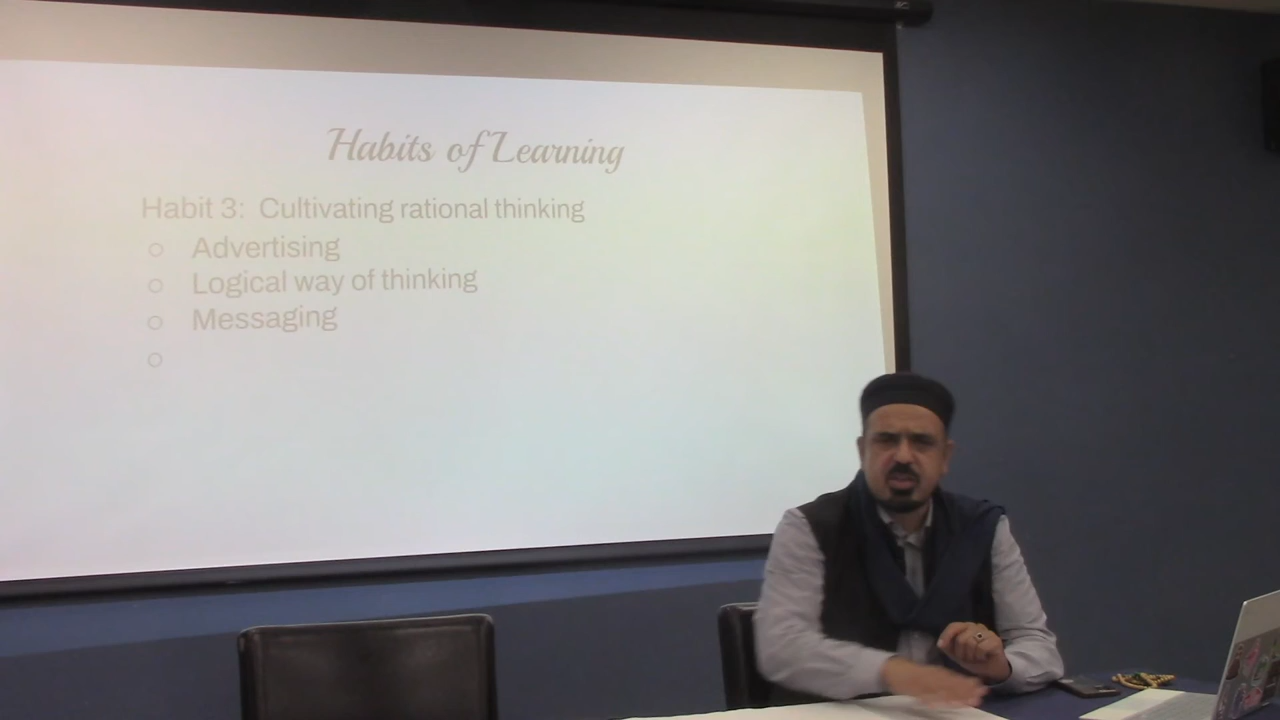 Habits of Learning
Habit 3: Cultivating rational thinking
Advertising
Logical way of thinking
Messaging